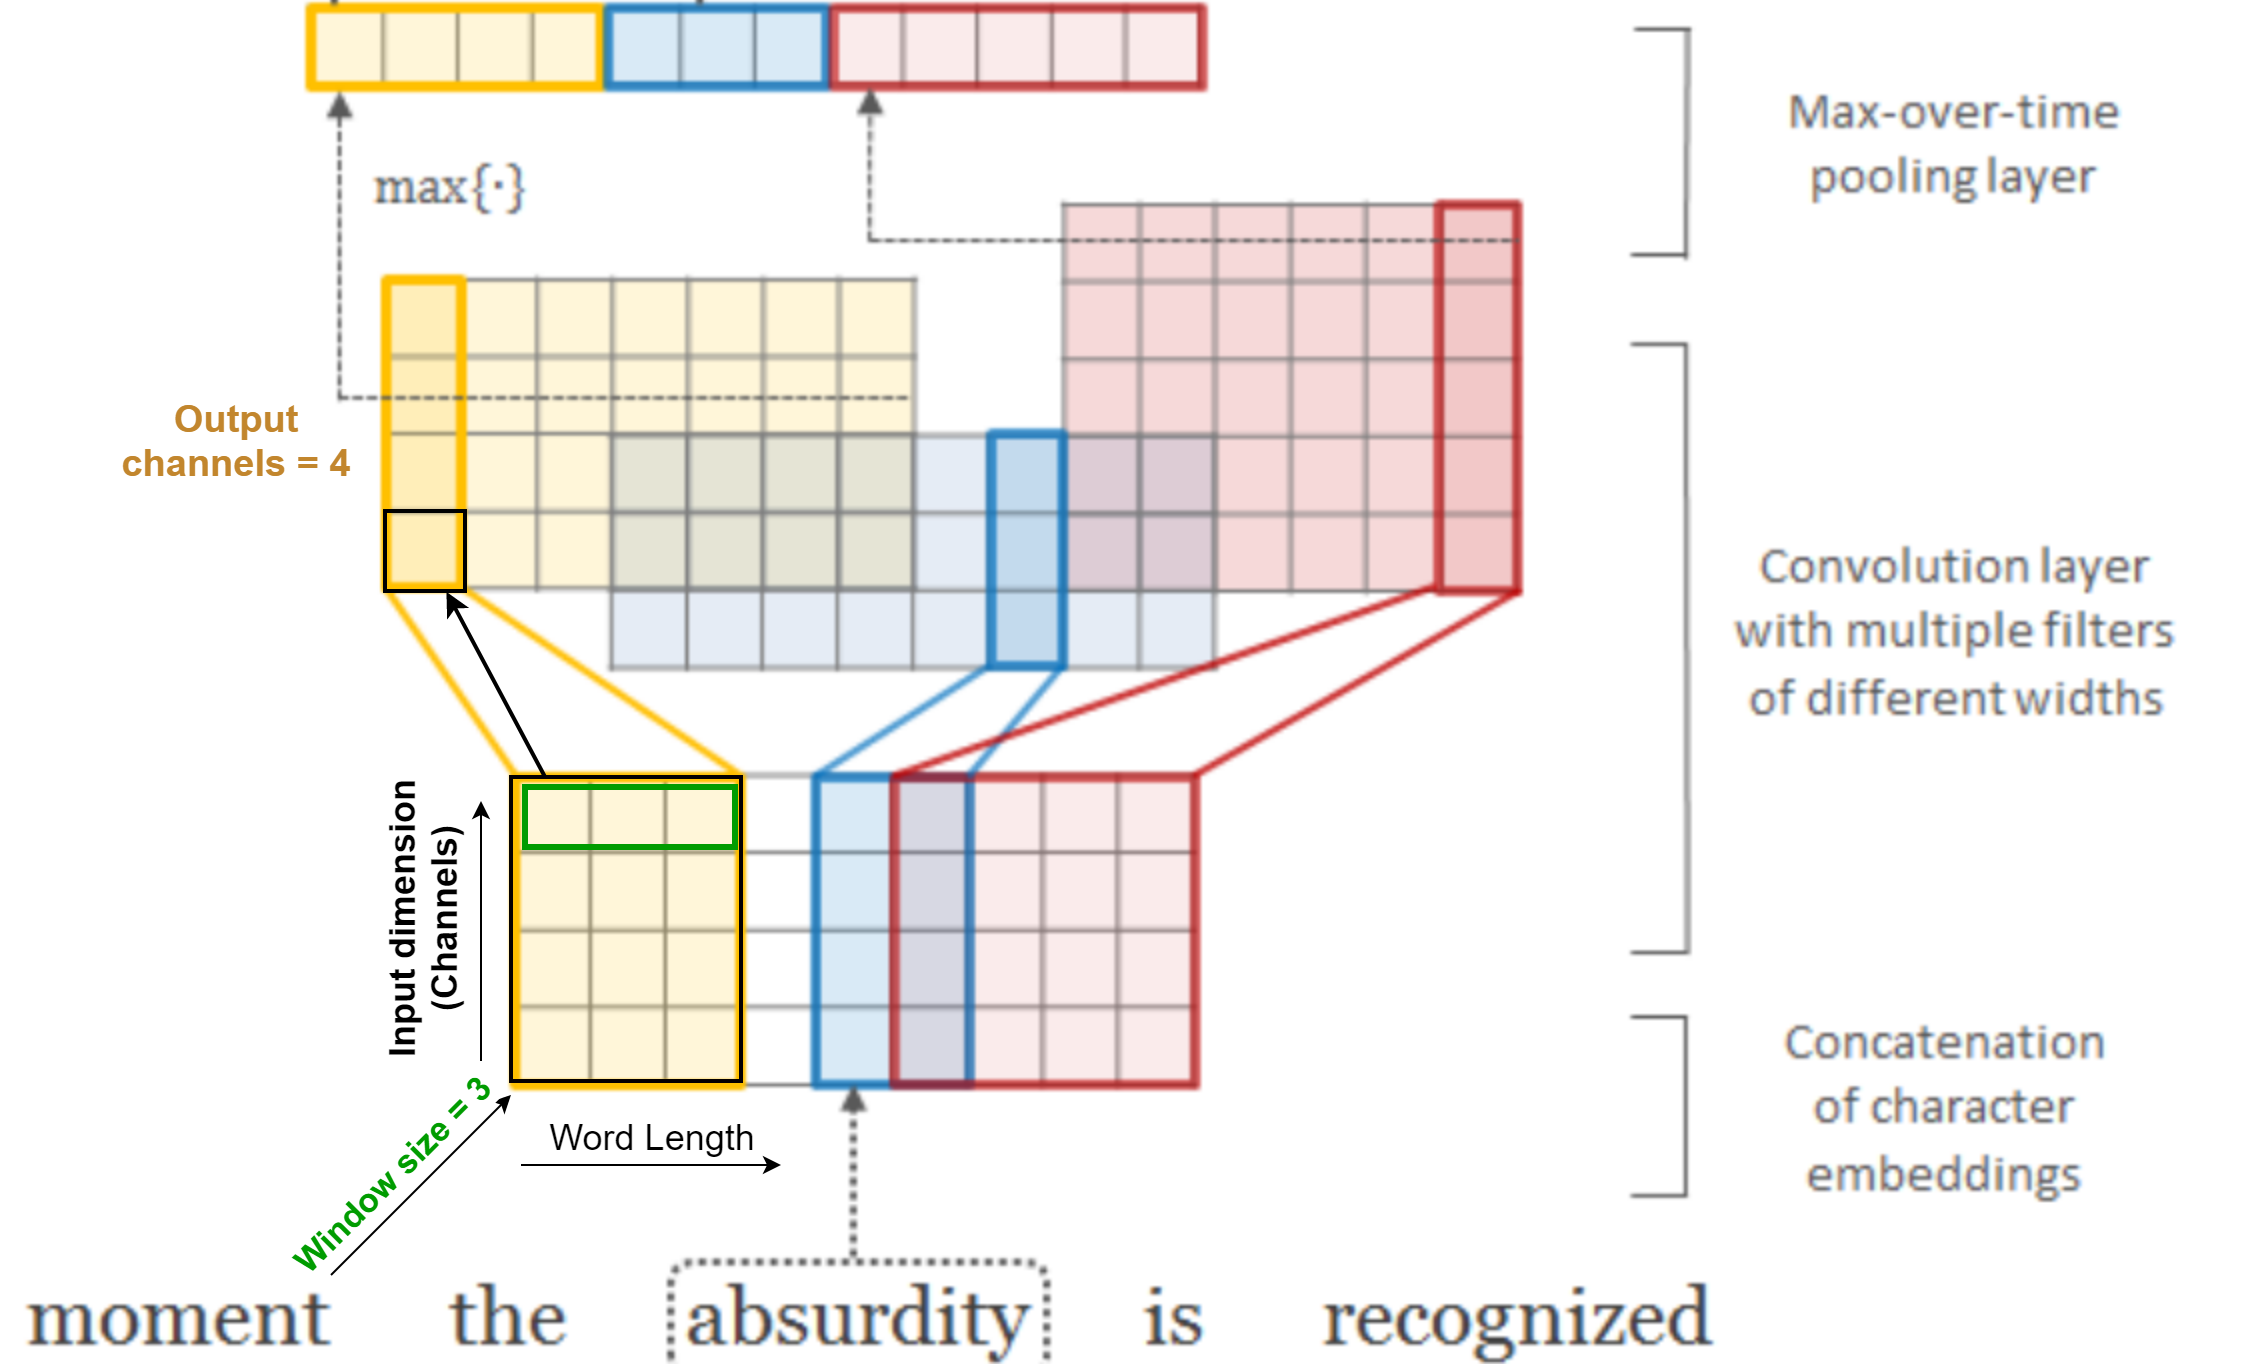 Max-over-time
pooling layer
max{·}
Output
channels = 4
Convolution layer
with multiple filters
of different widths
Input dimension
(Channels)
Concatenation
of character
embeddings
Window size = 3
Word Length
moment the absurdity is recognized